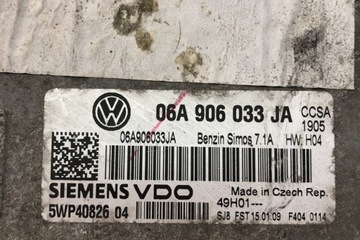 06A 906 033 JA CCSA
1905
06A906033JA Benzin Simos 7.1A HW: H04
SIEMENS VDO Made in Czech Rep.
49H01---
5WP40826 04 SJ8 FST 15.01.09 F404 0114